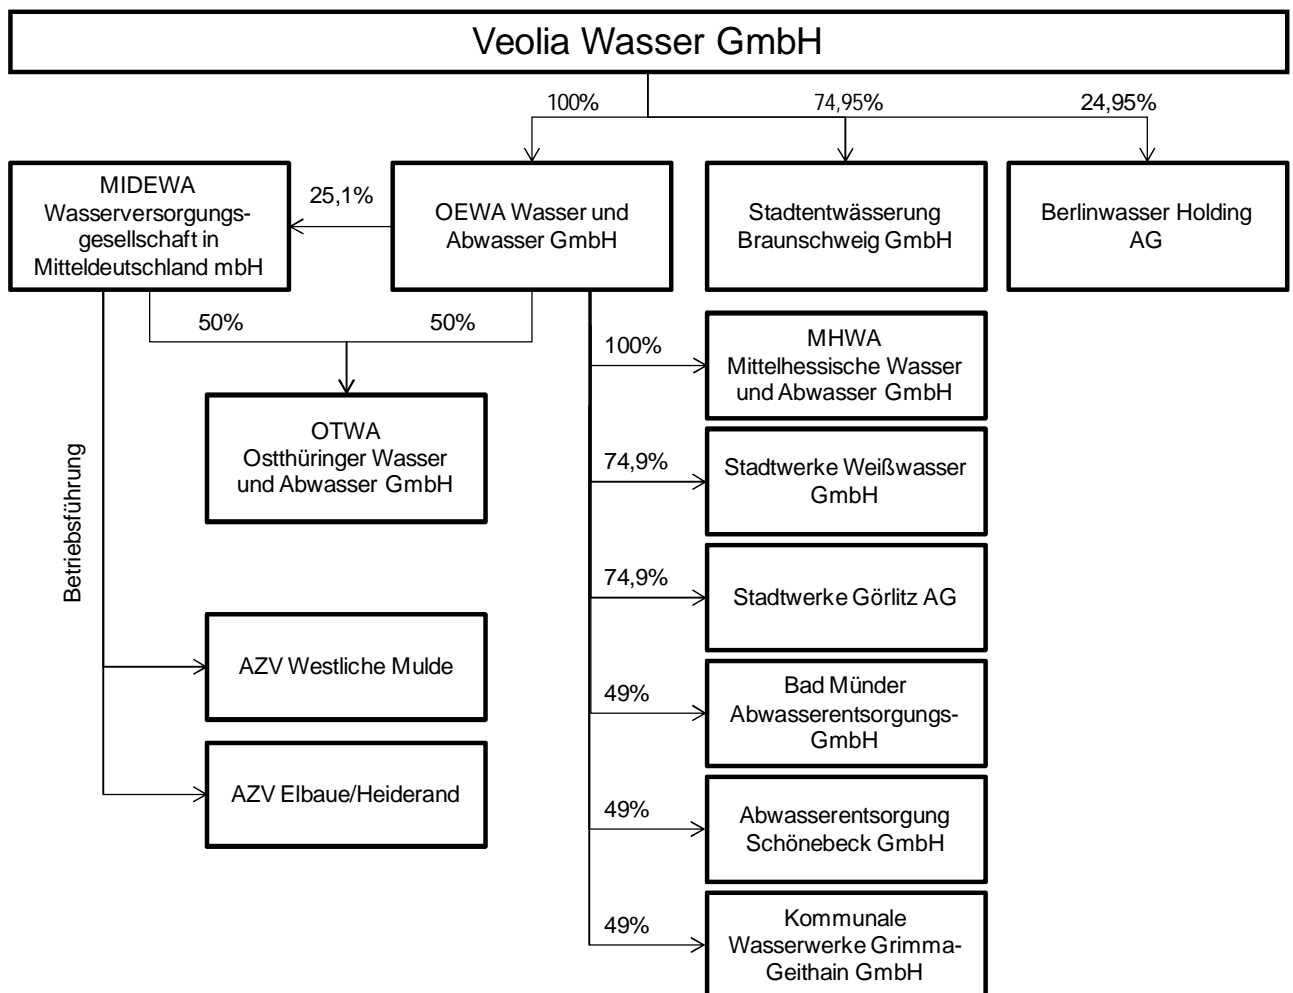 Veolia Wasser GmbH
100%
74,95%
24,95%
MIDEWA
Wasserversorgungs-
gesellschaft in
Mitteldeutschland mbH
25,1%
OEWA Wasser und
Abwasser GmbH
Stadtentwässerung
Braunschweig GmbH
Berlinwasser Holding
AG
50%
50%
OTWA
Ostthüringer Wasser
und Abwasser GmbH
Betriebsführung
AZV Westliche Mulde
AZV Elbaue/Heiderand
100%
MHWA
Mittelhessische Wasser
und Abwasser GmbH
74,9%
Stadtwerke Weißwasser
GmbH
74,9%
Stadtwerke Görlitz AG
49%
Bad Münder
Abwasserentsorgungs-
GmbH
49%
Abwasserentsorgung
Schönebeck GmbH
49%
Kommunale
Wasserwerke Grimma-
Geithain GmbH